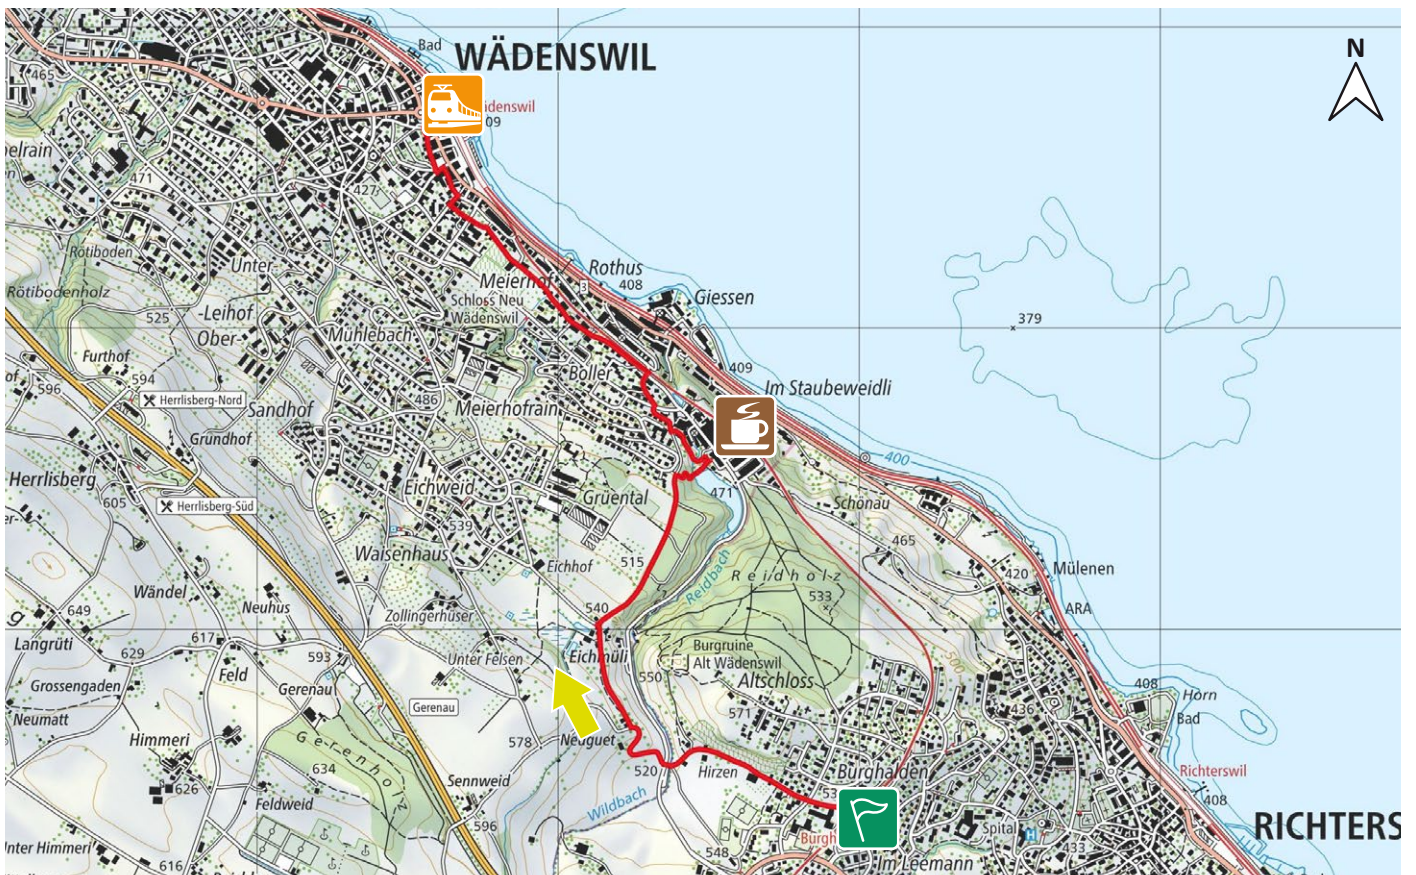 Bad
WÄDENSWIL
N
465
09
471
427
Rötiboden
Unter-
Rötibodenholz
Meierhof
Rothus
3
408
Giessen
Schloss Neu
Wädenswil
-Leihof
525
Ober-
Mühlebach
379
Furthof
596
594
Herrlisberg-Nord
Boller
409
Im Staubeweidli
486
Sandhof
Meierhofrain
Grundhof
400
Herrlisberg
Eichweid
Grüental
471
605
Herrlisberg-Süd
Schönau
539
465
Waisenhaus
Eichhof
515
Reidbach
Reidholz
533
420
Mülenen
Wändel
Neuhus
ARA
649
540
Zollingerhüser
Langrüti
617
629
593
Unter Felsen
Eichmüli
Burgruine
Alt Wädenswil
500
Feld
550
Altschloss
Grossengaden
Gerenau
Gerenau
408
Horn
Neumatt
571
436
Bad
Himmeri
578
Neuguet
Gerenholz
634
520
Hirzen
Burghalden
Richterswil
626
Sennweid
Feldweid
Wildbach
408
596
Spital
H
RICHTERS
548
433
616
Im Leemann